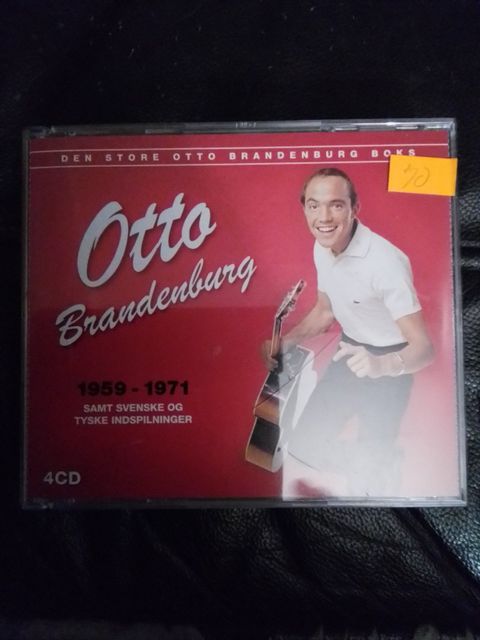 DEN STORE OTTO BRANDENBURG BOKS
Otto
Brandenburg
1959 - 1971
SAMT SVENSKE OG
TYSKE INDSPILNINGER
4CD